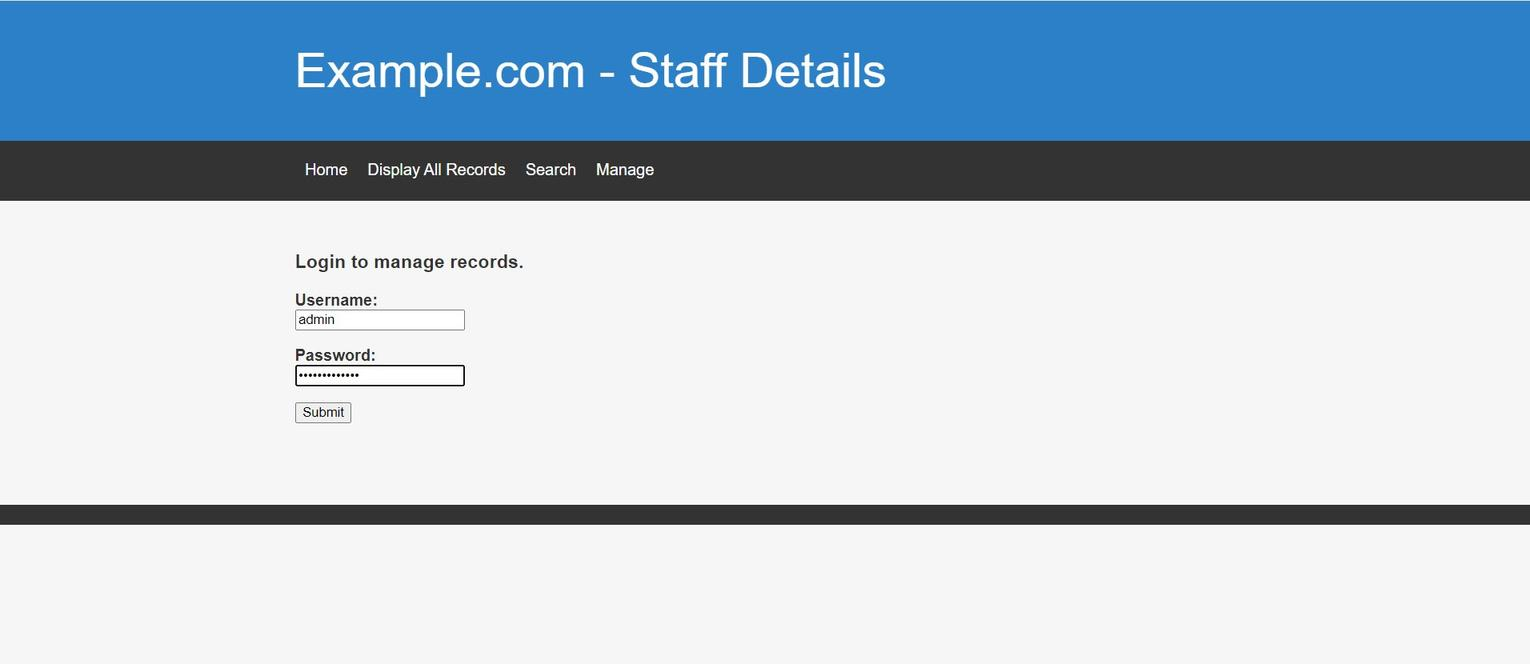 Example.com - Staff Details
Home Display All Records Search Manage
Login to manage records.
Username:
admin
Password:
•••••••••••••
Submit